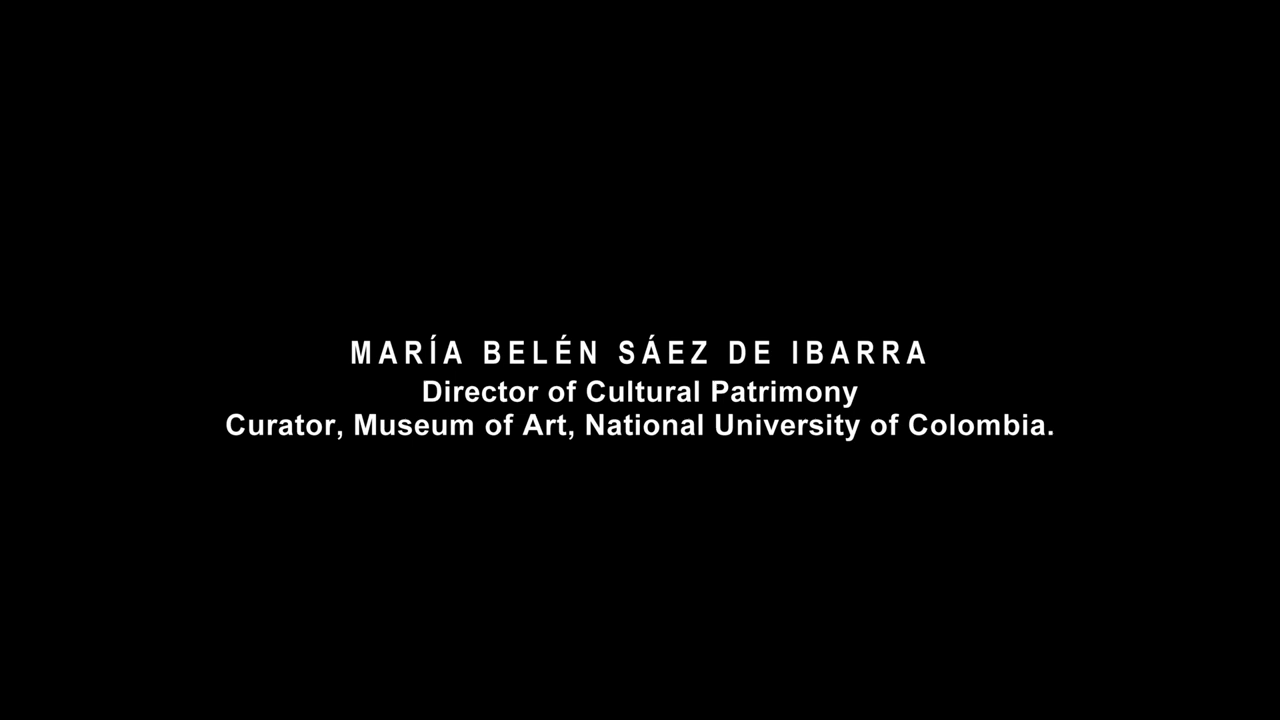 MARÍA BELÉN SÁEZ DE IBARRA
Director of Cultural Patrimony
Curator, Museum of Art, National University of Colombia.